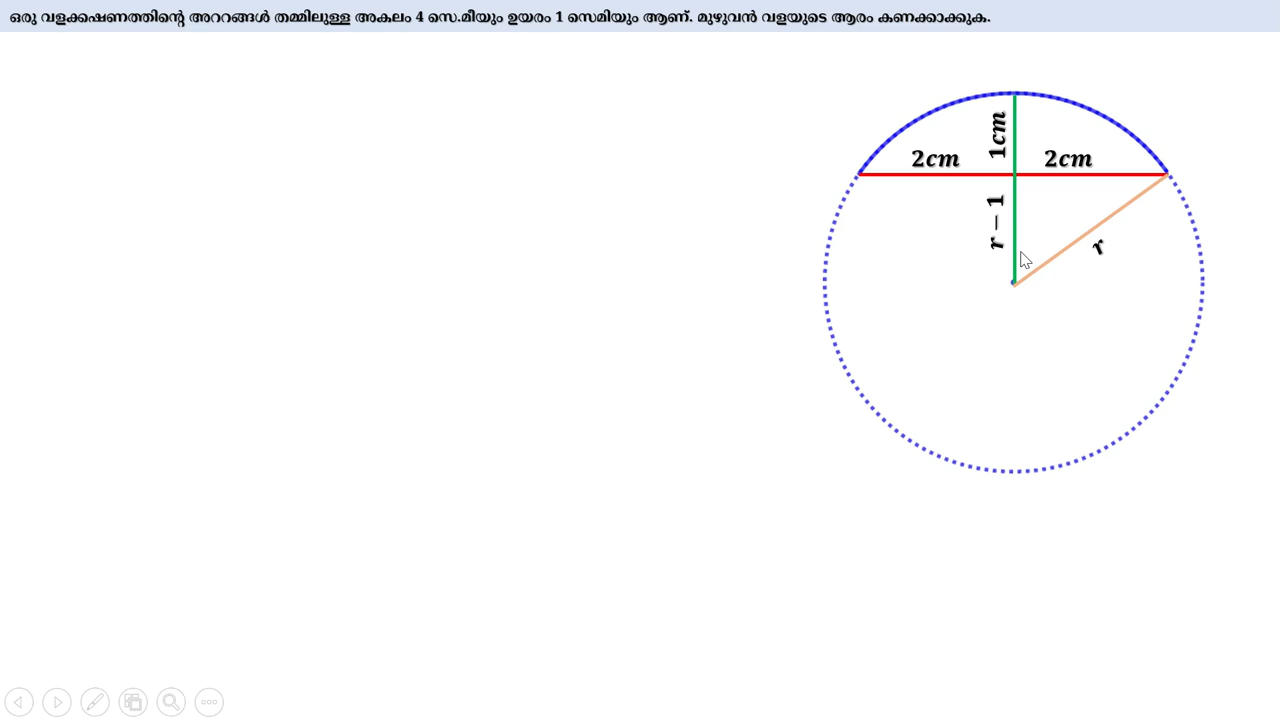 ഒരു വളക്കഷണത്തിന്റെ അററങ്ങൾ തമ്മിലുള്ള അകലം 4 സെ.മീയും ഉയരം 1 സെമിയും ആണ്. മുഴുവൻ വളയുടെ ആരം കണക്കാക്കുക.
1cm
2cm 2cm
r − 1
r